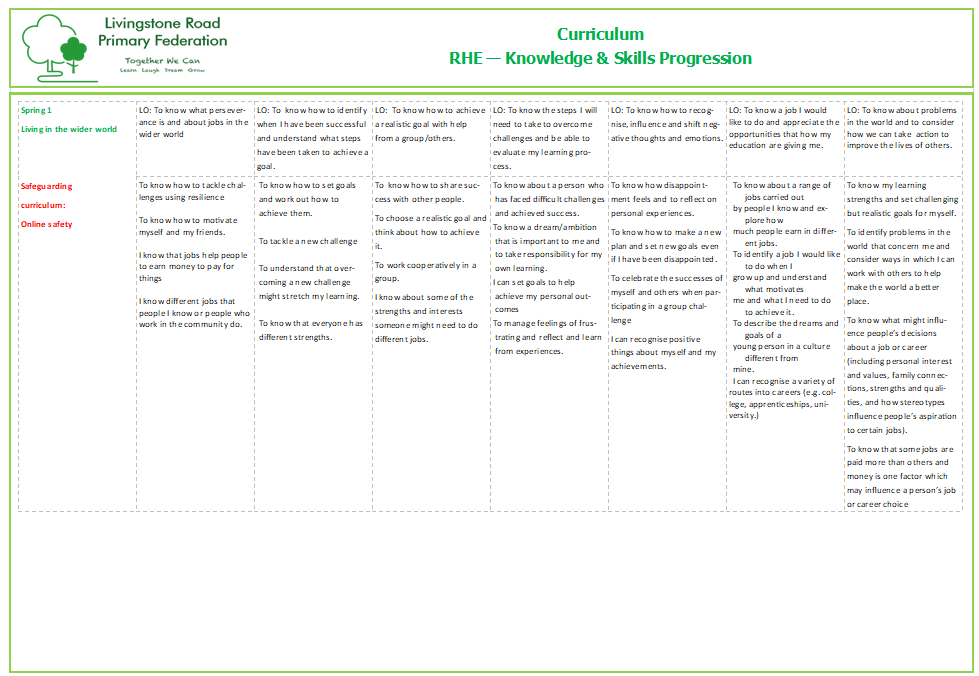 Livingstone Road
Primary Federation
Together We Can
Learn Laugh Dream Grow
Curriculum
RHE — Knowledge & Skills Progression
Spring 1
Living in the wider world
LO: To know what persever-
ance is and about jobs in the
wider world
LO: To know how to identify
when I have been successful
and understand what steps
have been taken to achieve a
goal.
LO: To know how to achieve
a realistic goal with help
from a group/others.
LO: To know the steps I will
need to take to overcome
challenges and be able to
evaluate my learning pro-
cess.
LO: To know how to recog-
nise, influence and shift neg-
ative thoughts and emotions.
LO: To know a job I would
like to do and appreciate the
opportunities that how my
education are giving me.
LO: To know about problems
in the world and to consider
how we can take action to
improve the lives of others.
Safeguarding
curriculum:
Online safety
To know how to tackle chal-
lenges using resilience
To know how to motivate
myself and my friends.
I know that jobs help people
to earn money to pay for
things
I know different jobs that
people I know or people who
work in the community do.
To know how to set goals
and work out how to
achieve them.
To tackle a new challenge
To understand that over-
coming a new challenge
might stretch my learning.
To know that everyone has
different strengths.
To know how to share suc-
cess with other people.
To choose a realistic goal and
think about how to achieve
it.
To work cooperatively in a
group.
I know about some of the
strengths and interests
someone might need to do
different jobs.
To know about a person who
has faced difficult challenges
and achieved success.
To know a dream/ambition
that is important to me and
to take responsibility for my
own learning.
I can set goals to help
achieve my personal out-
comes
To manage feelings of frus-
trating and reflect and learn
from experiences.
To know how disappoint-
ment feels and to reflect on
personal experiences.
To know how to make a new
plan and set new goals even
if I have been disappointed.
To celebrate the successes of
myself and others when par-
ticipating in a group chal-
lenge
I can recognise positive
things about myself and my
achievements.
To know about a range of
jobs carried out
by people I know and ex-
plore how
much people earn in differ-
ent jobs.
To identify a job I would like
to do when I
grow up and understand
what motivates
me and what I need to do
to achieve it.
To describe the dreams and
goals of a
young person in a culture
different from
mine.
I can recognise a variety of
routes into careers (e.g. col-
lege, apprenticeships, uni-
versity.)
To know my learning
strengths and set challenging
but realistic goals for myself.
To identify problems in the
world that concern me and
consider ways in which I can
work with others to help
make the world a better
place.
To know what might influ-
ence people's decisions
about a job or career
(including personal interest
and values, family connec-
tions, strengths and quali-
ties, and how stereotypes
influence people's aspiration
to certain jobs).
To know that some jobs are
paid more than others and
money is one factor which
may influence a person's job
or career choice